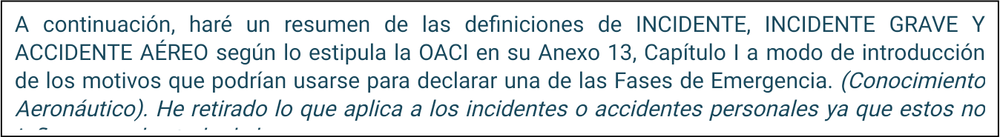 A continuación, haré un resumen de las definiciones de INCIDENTE, INCIDENTE GRAVE Y
ACCIDENTE AÉREO según lo estipula la OACI en su Anexo 13, Capítulo I a modo de introducción
de los motivos que podrían usarse para declarar una de las Fases de Emergencia. (Conocimiento
Aeronáutico). He retirado lo que aplica a los incidentes o accidentes personales ya que estos no